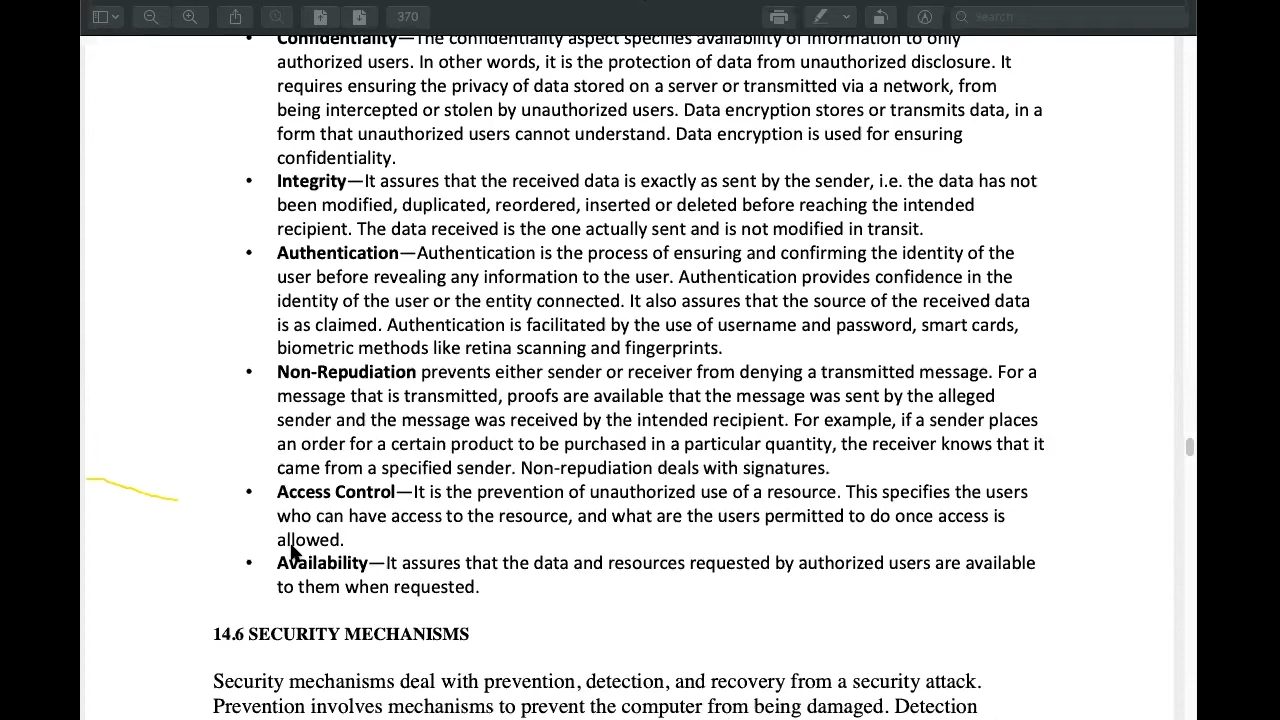 370
Search
• Confidentiality—The confidentiality aspect specifies availability of information to only
authorized users. In other words, it is the protection of data from unauthorized disclosure. It
requires ensuring the privacy of data stored on a server or transmitted via a network, from
being intercepted or stolen by unauthorized users. Data encryption stores or transmits data, in a
form that unauthorized users cannot understand. Data encryption is used for ensuring
confidentiality.
• Integrity—It assures that the received data is exactly as sent by the sender, i.e. the data has not
been modified, duplicated, reordered, inserted or deleted before reaching the intended
recipient. The data received is the one actually sent and is not modified in transit.
• Authentication—Authentication is the process of ensuring and confirming the identity of the
user before revealing any information to the user. Authentication provides confidence in the
identity of the user or the entity connected. It also assures that the source of the received data
is as claimed. Authentication is facilitated by the use of username and password, smart cards,
biometric methods like retina scanning and fingerprints.
• Non-Repudiation prevents either sender or receiver from denying a transmitted message. For a
message that is transmitted, proofs are available that the message was sent by the alleged
sender and the message was received by the intended recipient. For example, if a sender places
an order for a certain product to be purchased in a particular quantity, the receiver knows that it
came from a specified sender. Non-repudiation deals with signatures.
• Access Control—It is the prevention of unauthorized use of a resource. This specifies the users
who can have access to the resource, and what are the users permitted to do once access is
allowed.
• Availability—It assures that the data and resources requested by authorized users are available
to them when requested.
14.6 SECURITY MECHANISMS
Security mechanisms deal with prevention, detection, and recovery from a security attack.
Prevention involves mechanisms to prevent the computer from being damaged. Detection